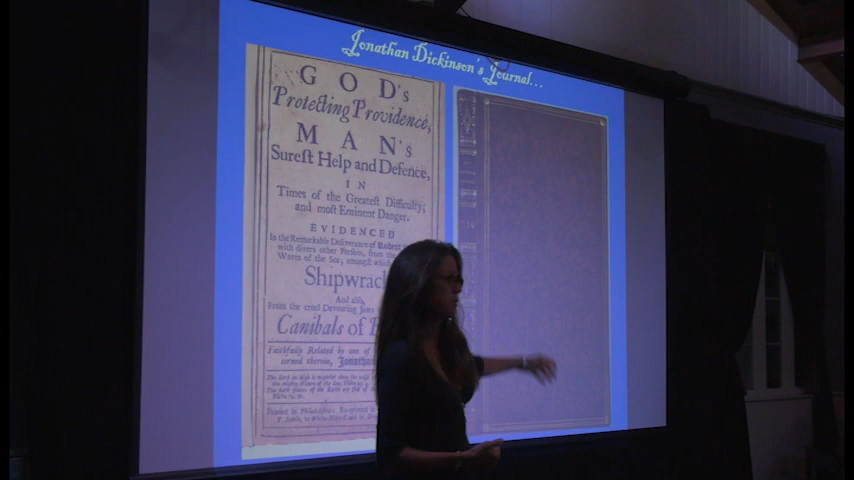 Jonathan Dickinson's Journal...
GOD's
Protecting Providence,
MAN's
Surest Help and Defence,
IN
Times of the Greatest Difficulty,
and most Eminent Danger.
EVIDENCED
In the Remarkable Deliverance of Robert
with divers other Persons, from the
Waves of the Sea; amongst which
Shipwrack
And also,
From the cruel Devouring Jaws
Canibals of
Faithfully Related by one of
cerned therein, Jonathan
Printed in Philadelphia